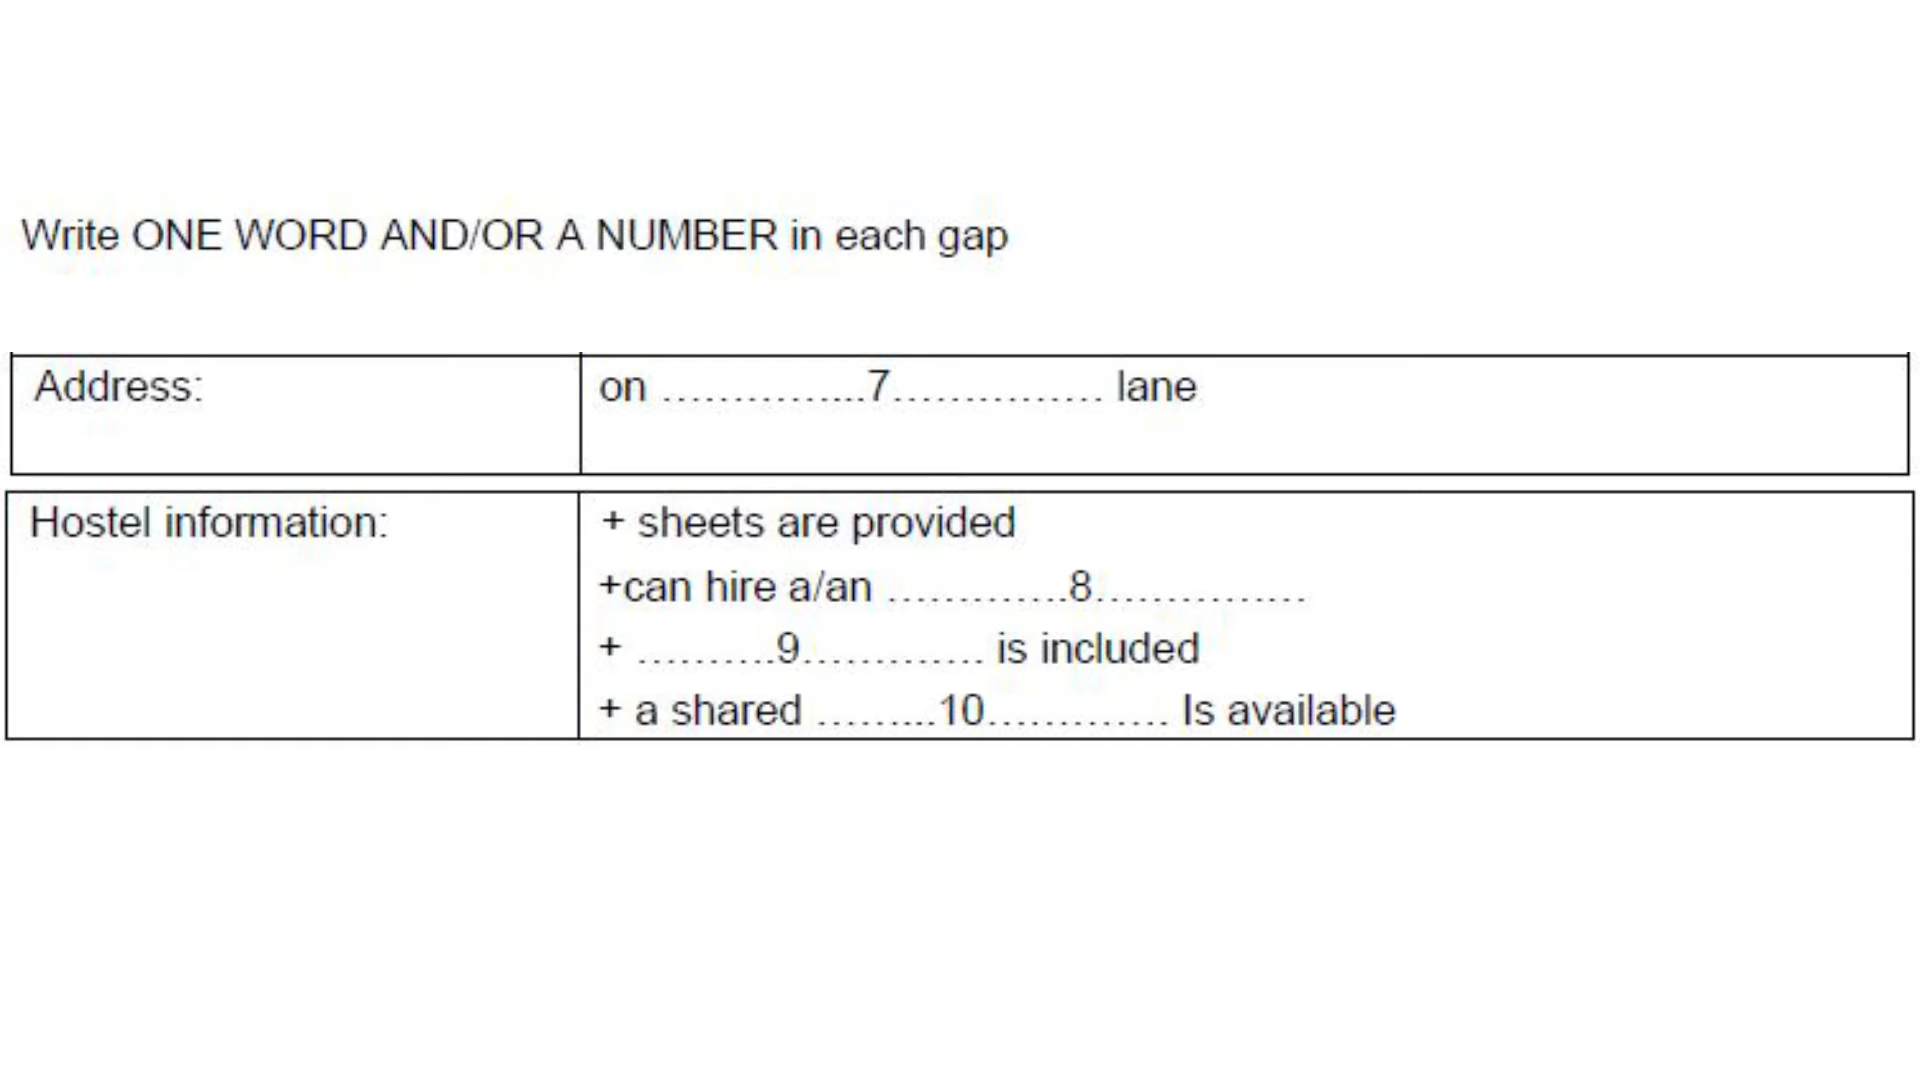 Write ONE WORD AND/OR A NUMBER in each gap
Address:
on ...............7............... lane
Hostel information:
+ sheets are provided
+can hire a/an .............8...............
+ ..........9............. is included
+ a shared .........10............. Is available